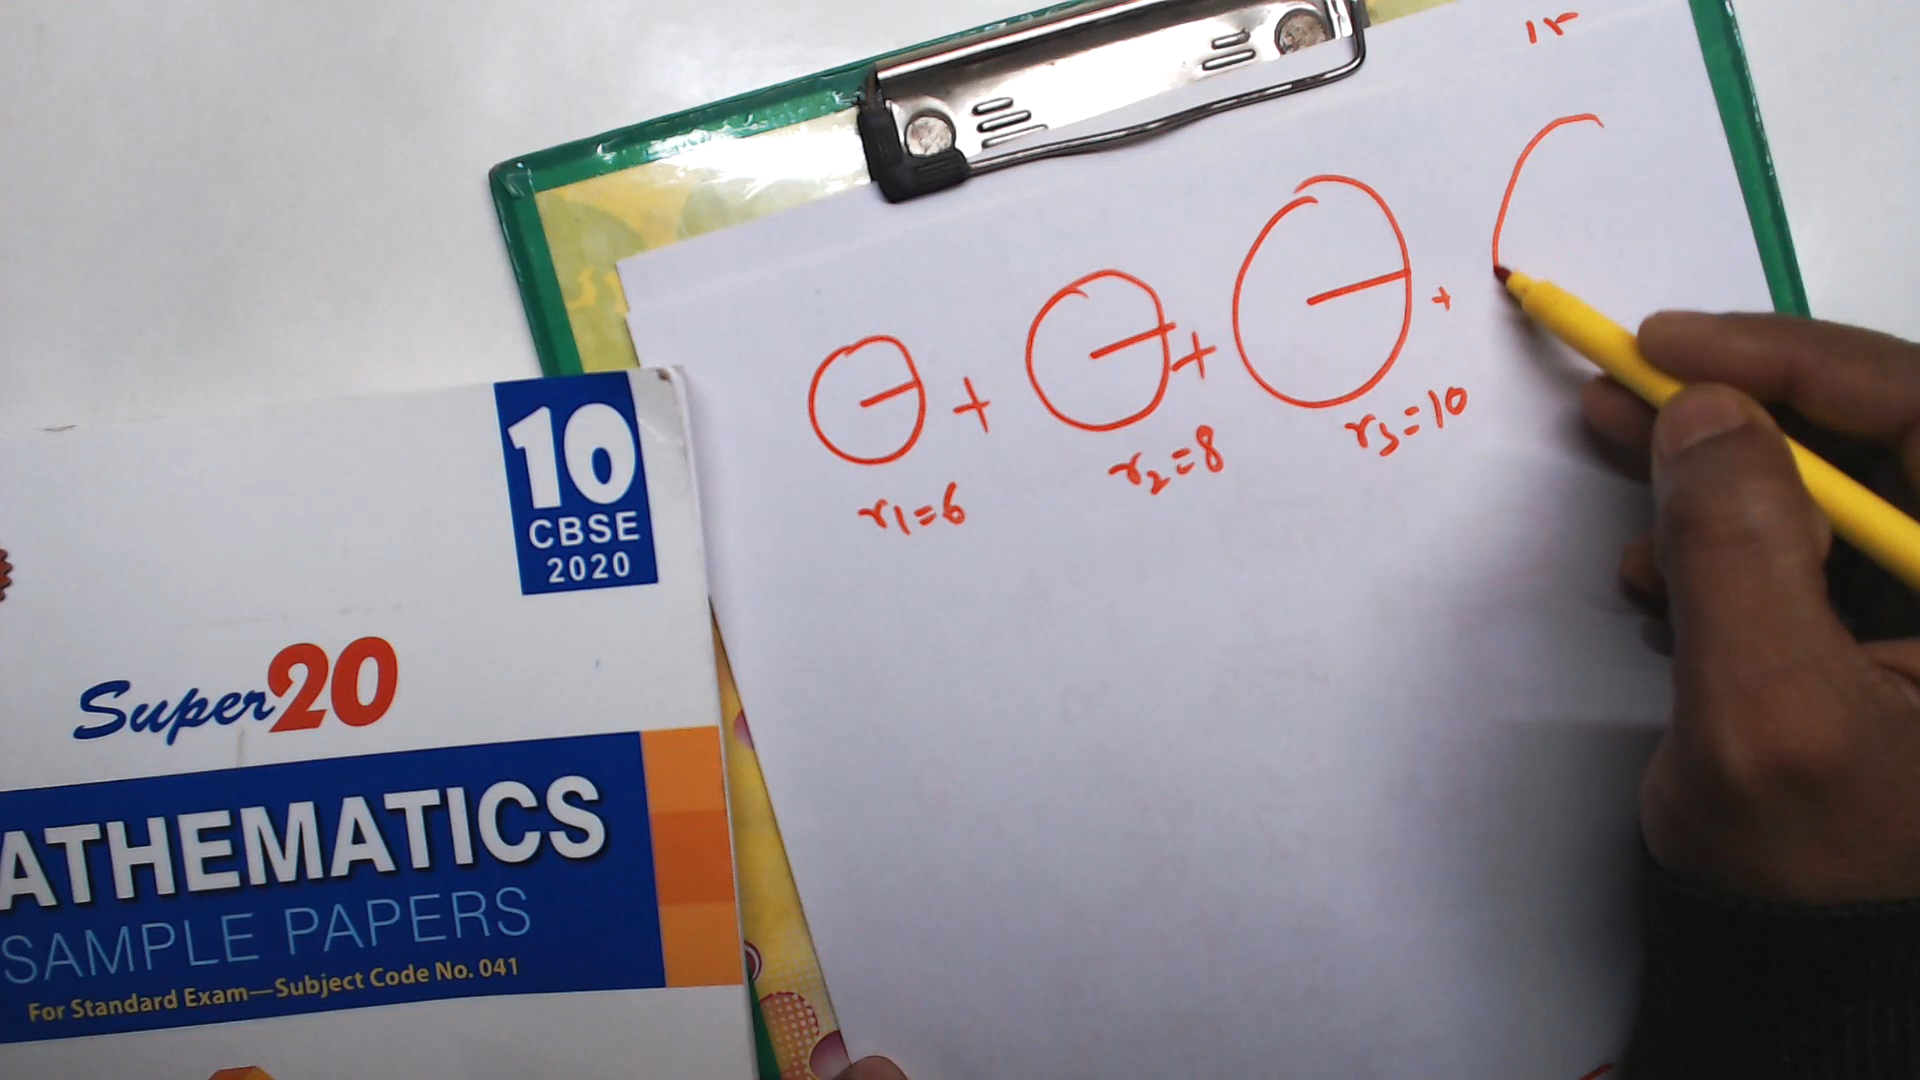 10
CBSE
2020
Super20
ATHEMATICS
SAMPLE PAPERS
For Standard Exam—Subject Code No. 041
+ + +
r1=6
r2=8
r3=10